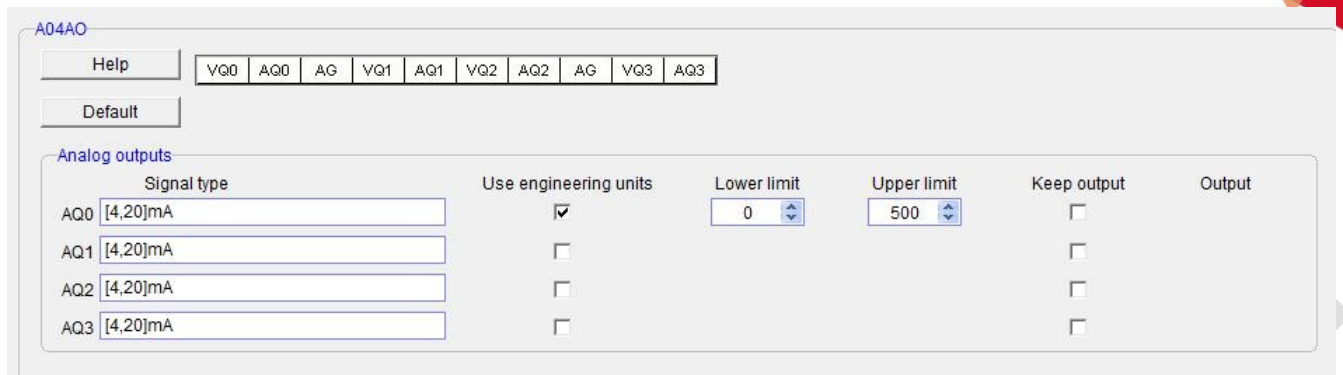 A04AO
Help VQ0 AQ0 AG VQ1 AQ1 VQ2 AQ2 AG VQ3 AQ3
Default
Analog outputs
Signal type Use engineering units Lower limit Upper limit Keep output Output
AQ0 [4,20]mA 0 500
AQ1 [4,20]mA
AQ2 [4,20]mA
AQ3 [4,20]mA